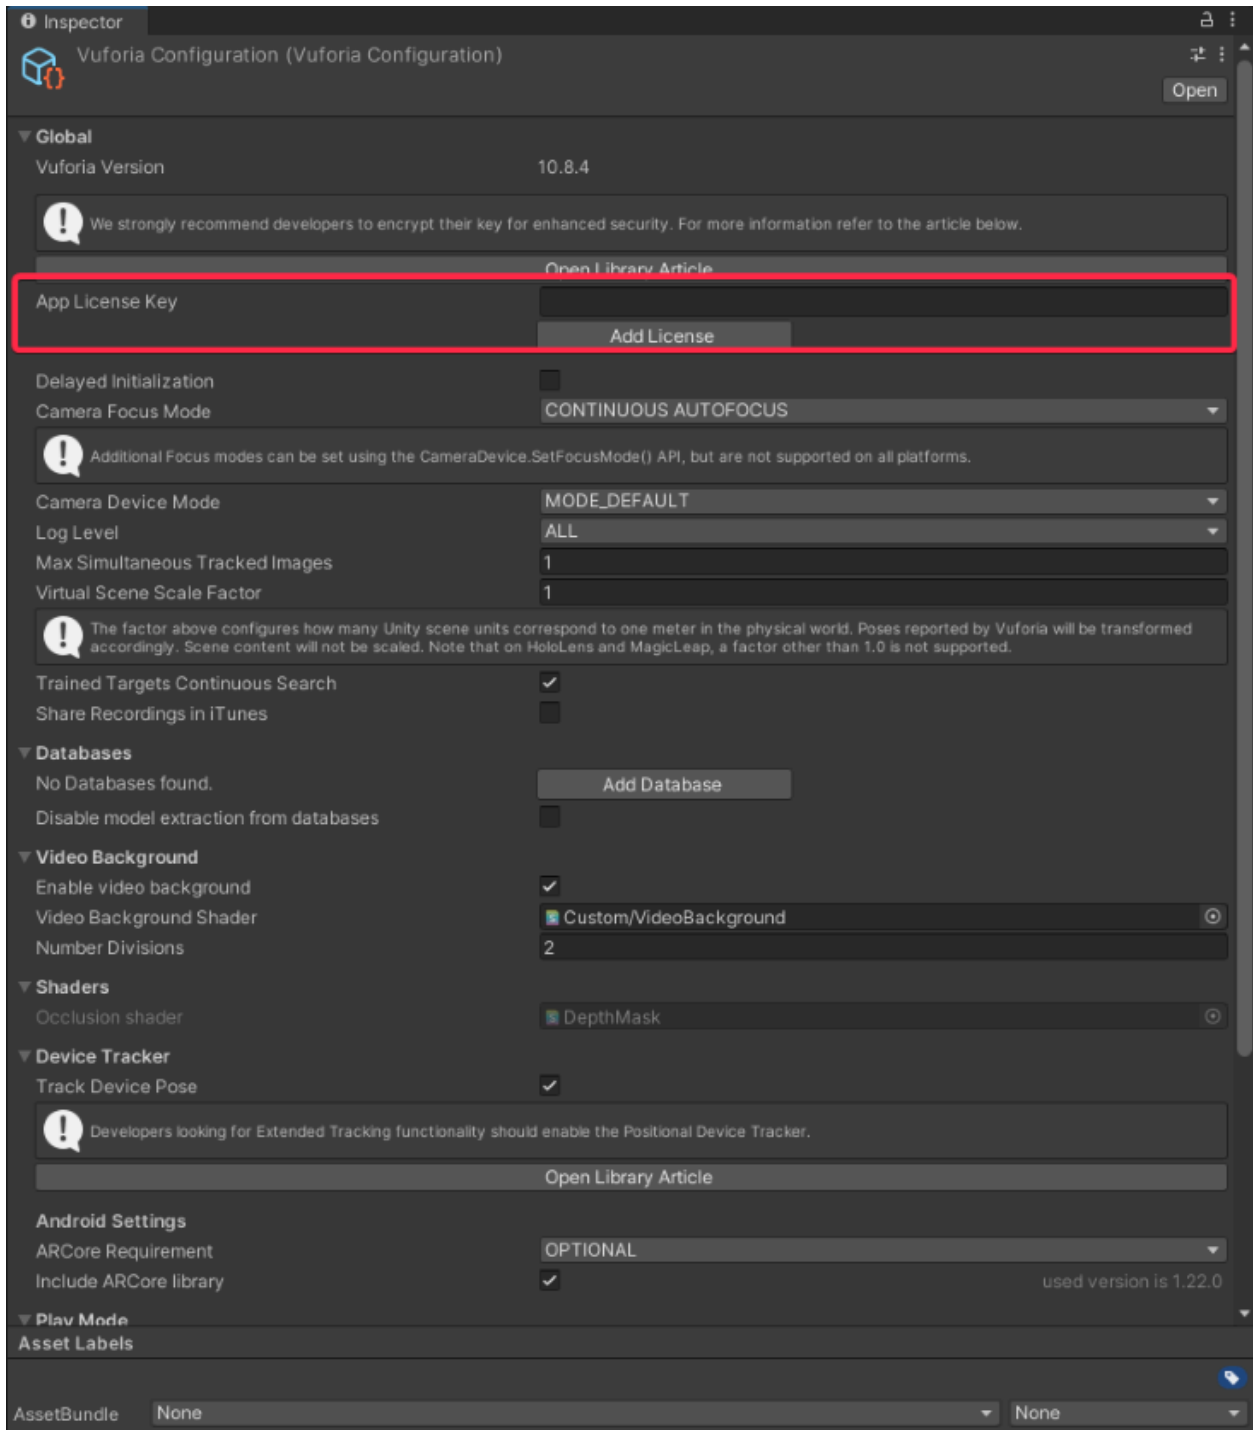 Inspector
Vuforia Configuration (Vuforia Configuration)
Open
Global
Vuforia Version 10.8.4
We strongly recommend developers to encrypt their key for enhanced security. For more information refer to the article below.
Open Library Article
App License Key
Add License
Delayed Initialization
Camera Focus Mode CONTINUOUS AUTOFOCUS
Additional Focus modes can be set using the CameraDevice.SetFocusMode() API, but are not supported on all platforms.
Camera Device Mode MODE_DEFAULT
Log Level ALL
Max Simultaneous Tracked Images 1
Virtual Scene Scale Factor 1
The factor above configures how many Unity scene units correspond to one meter in the physical world. Poses reported by Vuforia will be transformed
accordingly. Scene content will not be scaled. Note that on HoloLens and MagicLeap, a factor other than 1.0 is not supported.
Trained Targets Continuous Search
Share Recordings in iTunes
Databases
No Databases found. Add Database
Disable model extraction from databases
Video Background
Enable video background
Video Background Shader Custom/VideoBackground
Number Divisions 2
Shaders
Occlusion shader DepthMask
Device Tracker
Track Device Pose
Developers looking for Extended Tracking functionality should enable the Positional Device Tracker.
Open Library Article
Android Settings
ARCore Requirement OPTIONAL
Include ARCore library used version is 1.22.0
Play Mode
Asset Labels
AssetBundle None None